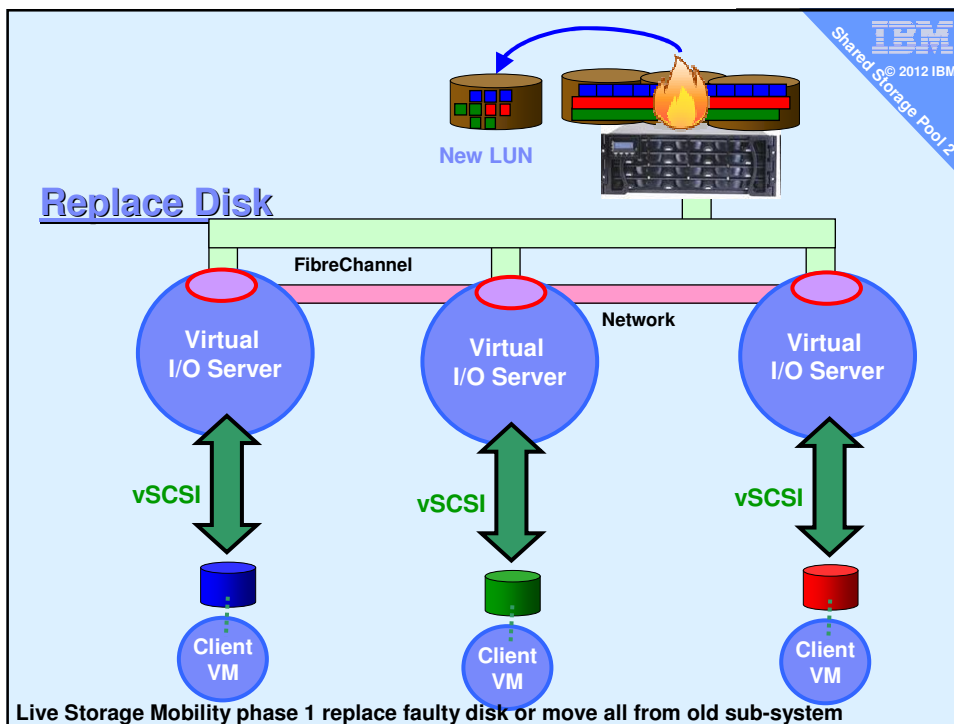 IBM
© 2012 IBM
Shared Storage Pool 2
New LUN
Replace Disk
FibreChannel
Network
Virtual
I/O Server
Virtual
I/O Server
Virtual
I/O Server
vSCSI
vSCSI
vSCSI
Client
VM
Client
VM
Client
VM
Live Storage Mobility phase 1 replace faulty disk or move all from old sub-system